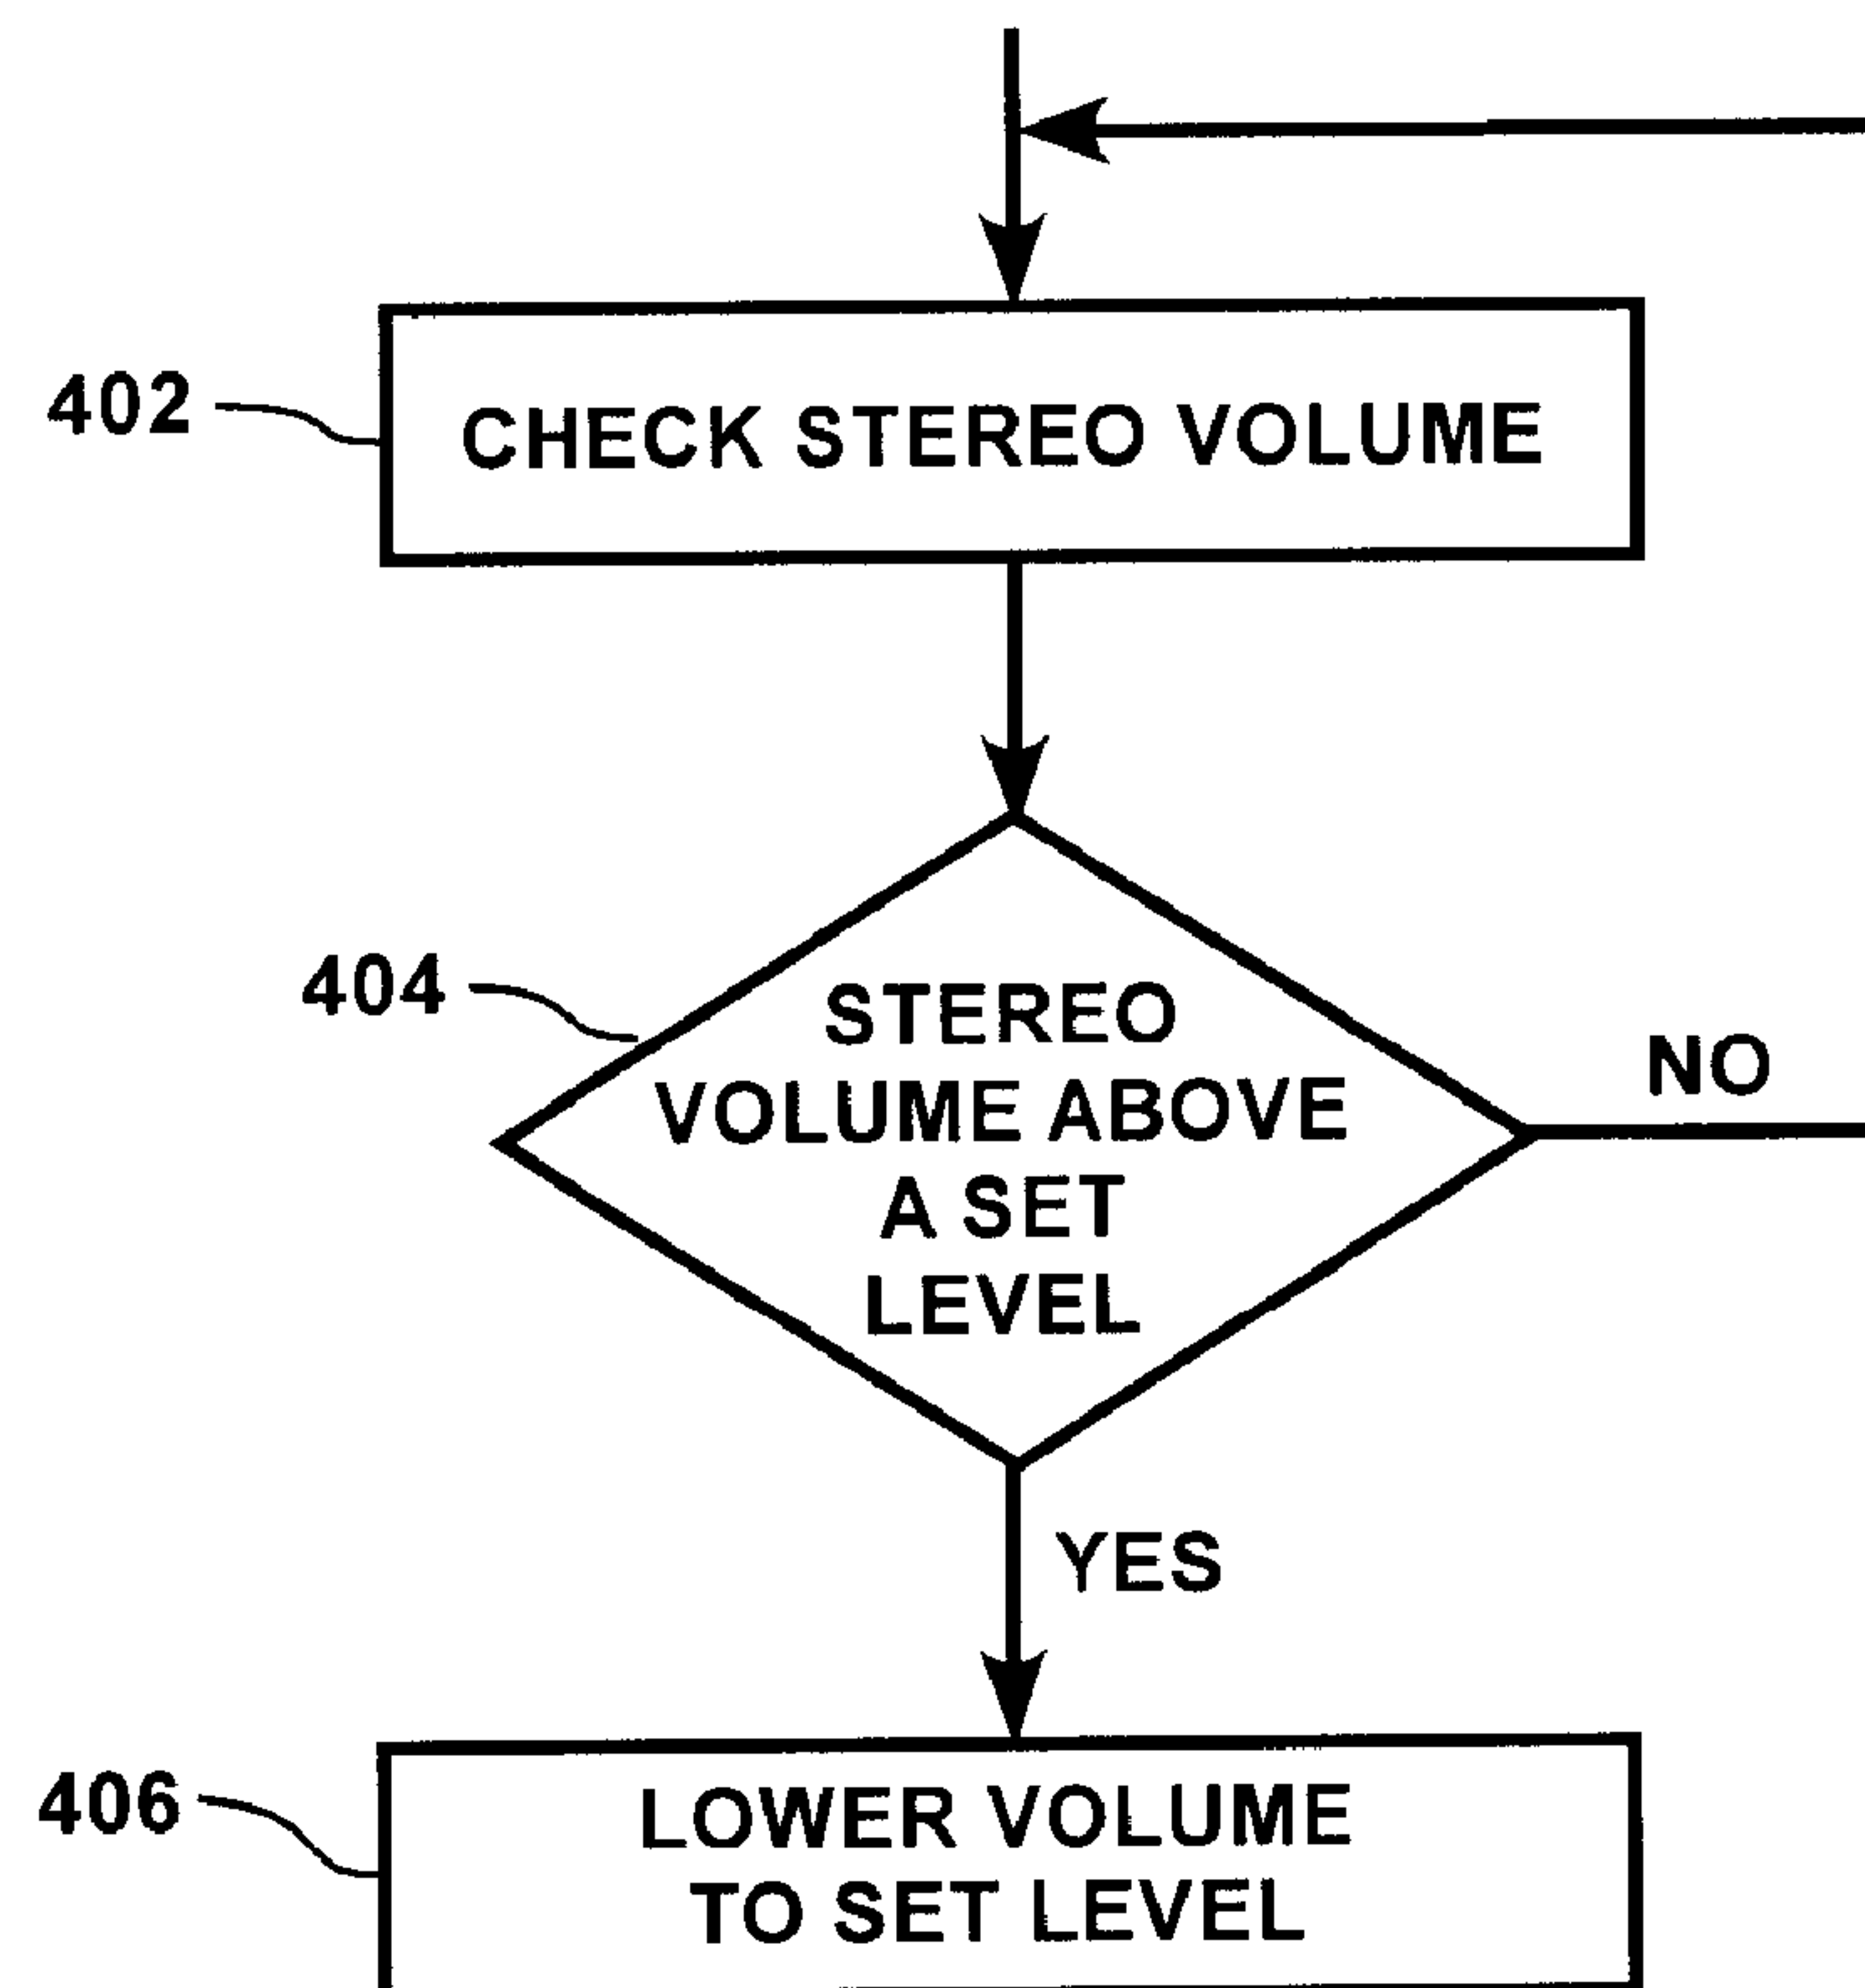 402
CHECK STEREO VOLUME
404
STEREO
VOLUME ABOVE
A SET
LEVEL
NO
YES
406
LOWER VOLUME
TO SET LEVEL